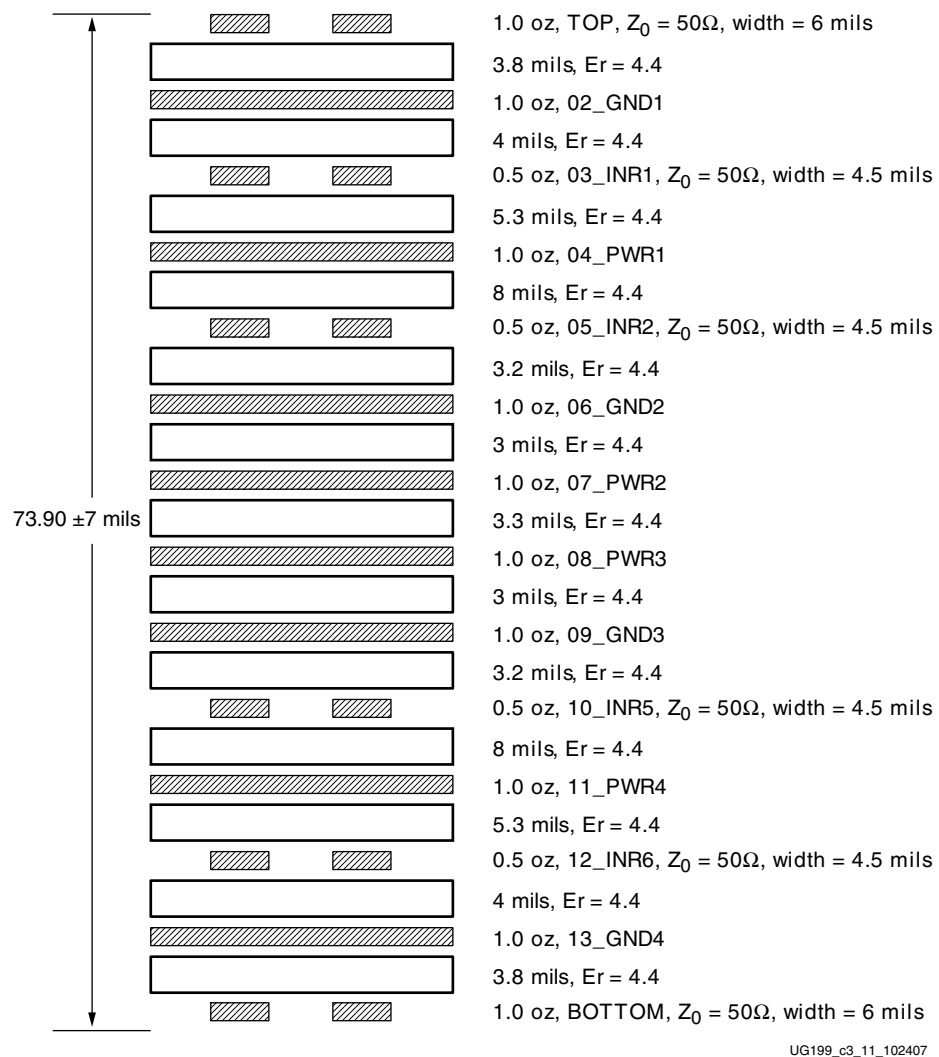 1.0 oz, TOP, Z0 = 50Ω, width = 6 mils
3.8 mils, Er = 4.4
1.0 oz, 02_GND1
4 mils, Er = 4.4
0.5 oz, 03_INR1, Z0 = 50Ω, width = 4.5 mils
5.3 mils, Er = 4.4
1.0 oz, 04_PWR1
8 mils, Er = 4.4
0.5 oz, 05_INR2, Z0 = 50Ω, width = 4.5 mils
3.2 mils, Er = 4.4
1.0 oz, 06_GND2
3 mils, Er = 4.4
1.0 oz, 07_PWR2
73.90 ±7 mils
3.3 mils, Er = 4.4
1.0 oz, 08_PWR3
3 mils, Er = 4.4
1.0 oz, 09_GND3
3.2 mils, Er = 4.4
0.5 oz, 10_INR5, Z0 = 50Ω, width = 4.5 mils
8 mils, Er = 4.4
1.0 oz, 11_PWR4
5.3 mils, Er = 4.4
0.5 oz, 12_INR6, Z0 = 50Ω, width = 4.5 mils
4 mils, Er = 4.4
1.0 oz, 13_GND4
3.8 mils, Er = 4.4
1.0 oz, BOTTOM, Z0 = 50Ω, width = 6 mils
UG199_c3_11_102407